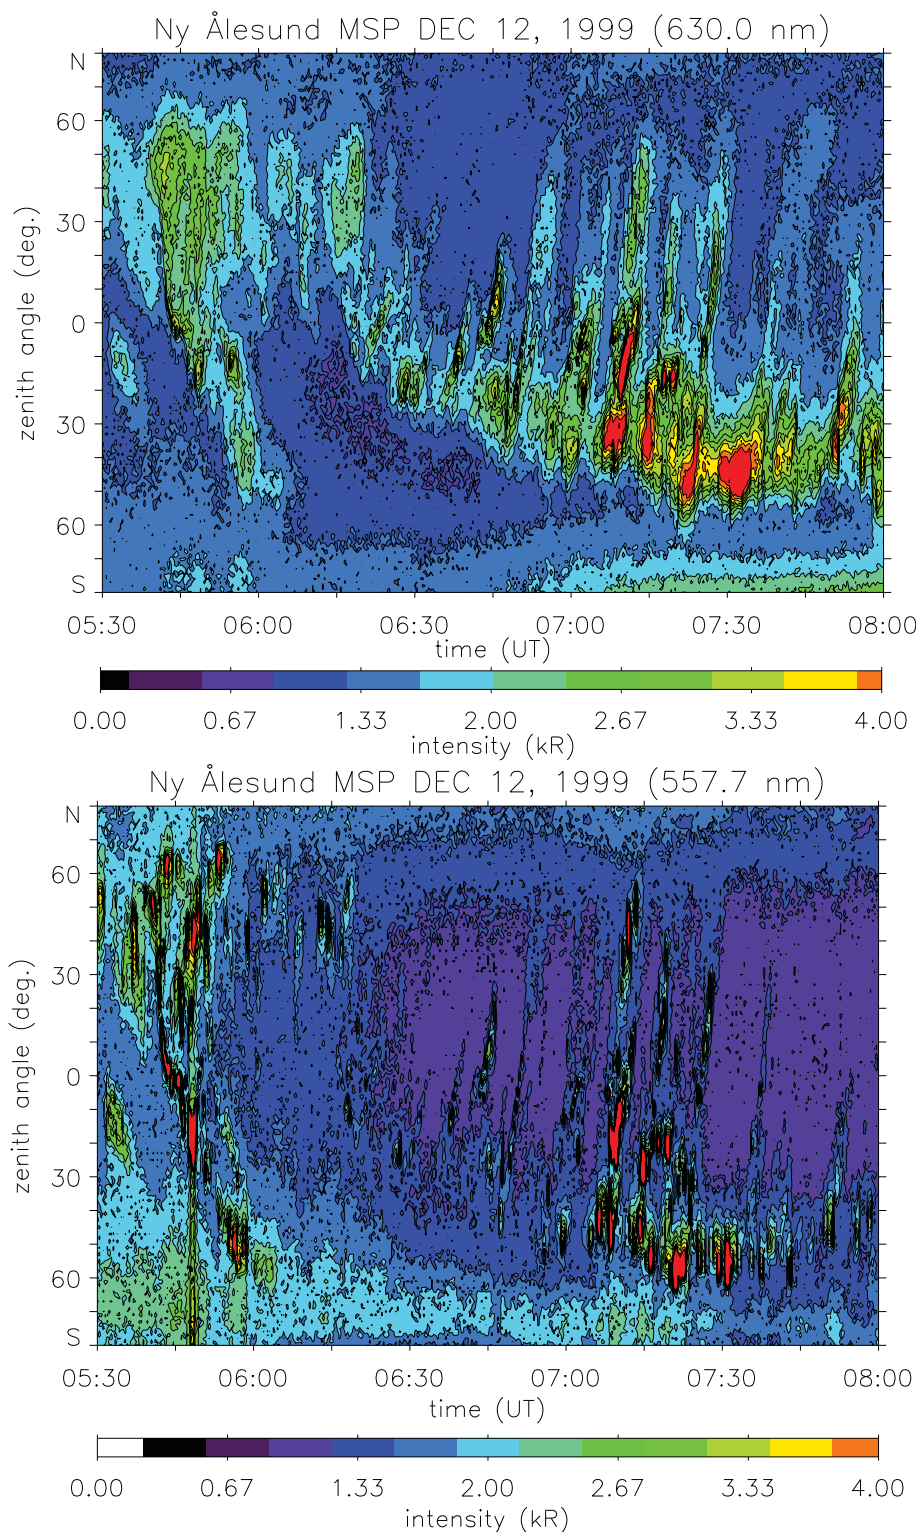 Ny Ålesund MSP DEC 12, 1999 (630.0 nm)
N
60
30
0
30
60
S
zenith angle (deg.)
05:30 06:00 06:30 07:00 07:30 08:00
time (UT)
0.00 0.67 1.33 2.00 2.67 3.33 4.00
intensity (kR)
Ny Ålesund MSP DEC 12, 1999 (557.7 nm)
N
60
30
0
30
60
S
zenith angle (deg.)
05:30 06:00 06:30 07:00 07:30 08:00
time (UT)
0.00 0.67 1.33 2.00 2.67 3.33 4.00
intensity (kR)